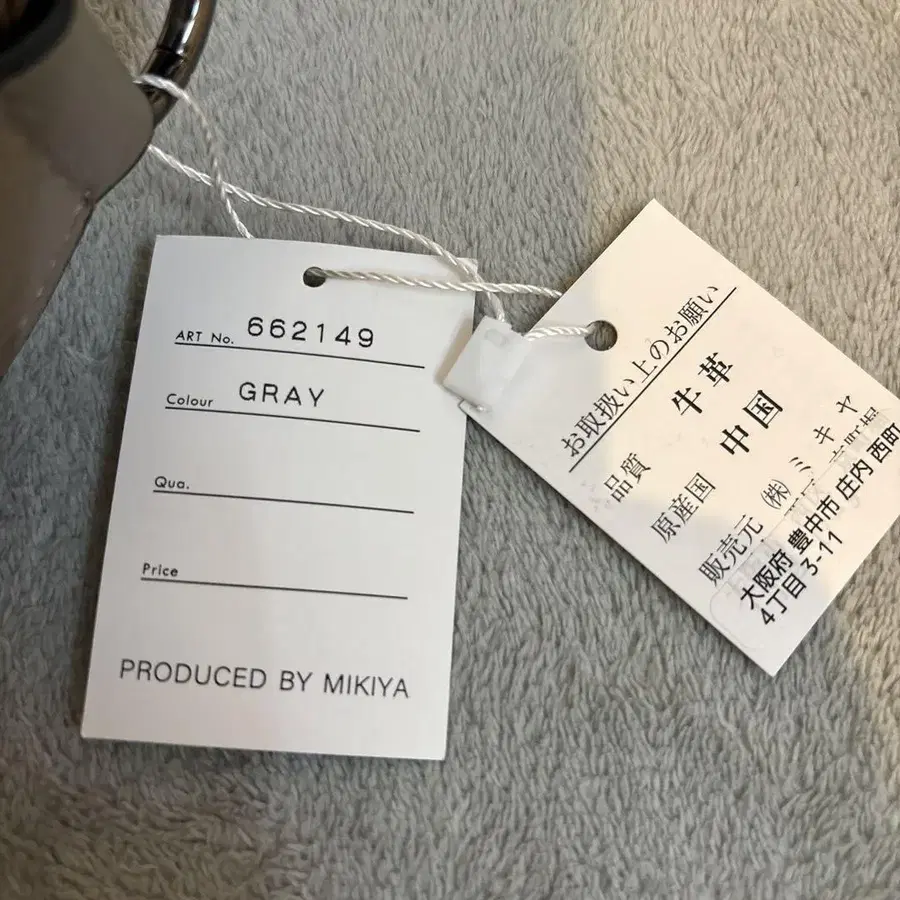 ART No. 662149
Colour GRAY
Qua.
Price
PRODUCED BY MIKIYA
お取扱い上のお願い
品質 牛革
原産国 中国
販売元 ㈱ミキヤ
大阪府 豊中市 庄内 西町
4丁目 3-11